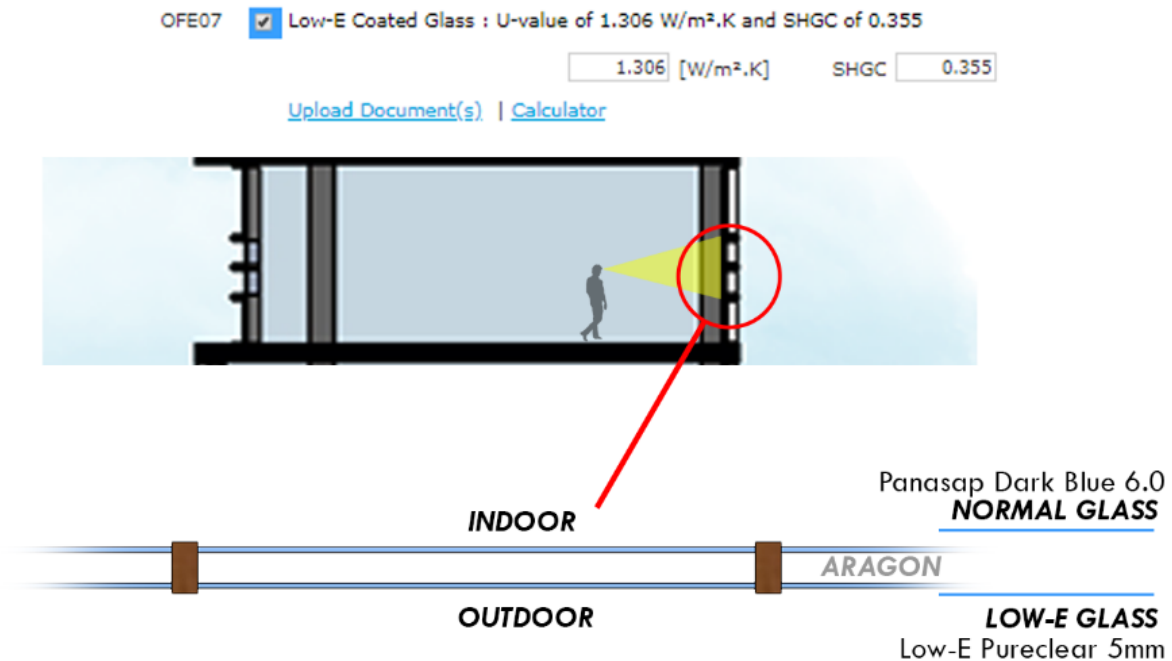 OFE07 Low-E Coated Glass : U-value of 1.306 W/m².K and SHGC of 0.355
1.306 [W/m².K] SHGC 0.355
Upload Document(s) | Calculator
Panasap Dark Blue 6.0
NORMAL GLASS
INDOOR
ARAGON
OUTDOOR
LOW-E GLASS
Low-E Pureclear 5mm